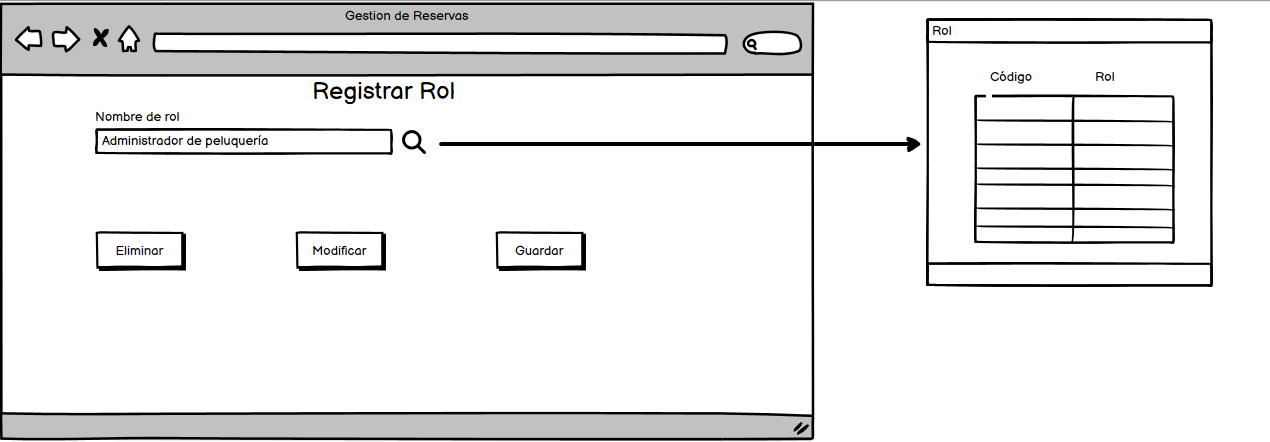 Gestion de Reservas
Registrar Rol
Nombre de rol
Administrador de peluquería
Eliminar
Modificar
Guardar
Rol
Código
Rol